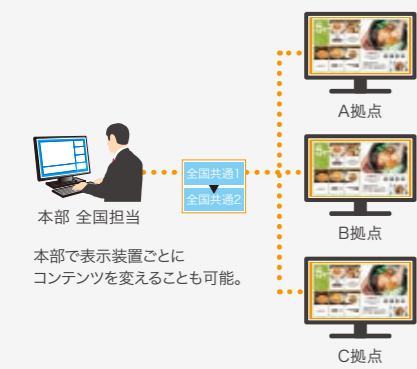 A拠点
全国共通1
全国共通2
本部 全国担当
B拠点
本部で表示装置ごとに
コンテンツを変えることも可能。
C拠点